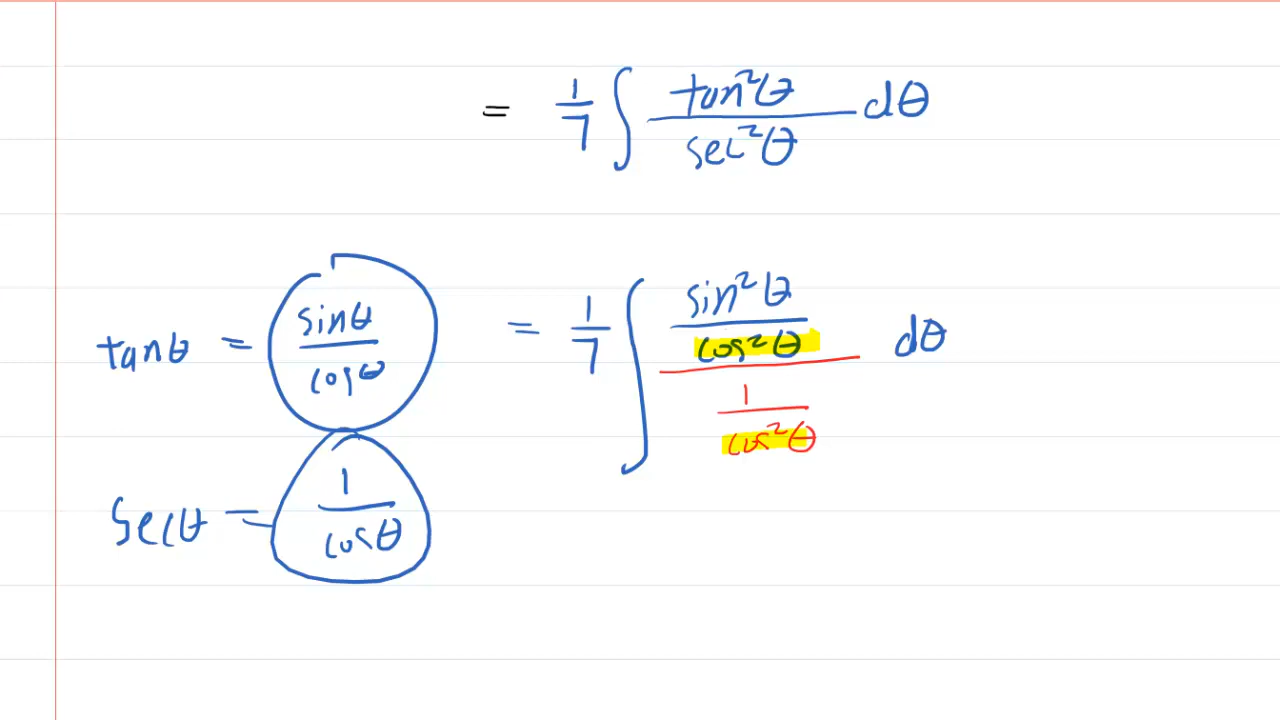 = 1/7 ∫ tan²θ/sec²θ dθ
tanθ = sinθ/cosθ
= 1/7 ∫ (sin²θ/cos²θ)/(1/cos²θ) dθ
secθ = 1/cosθ